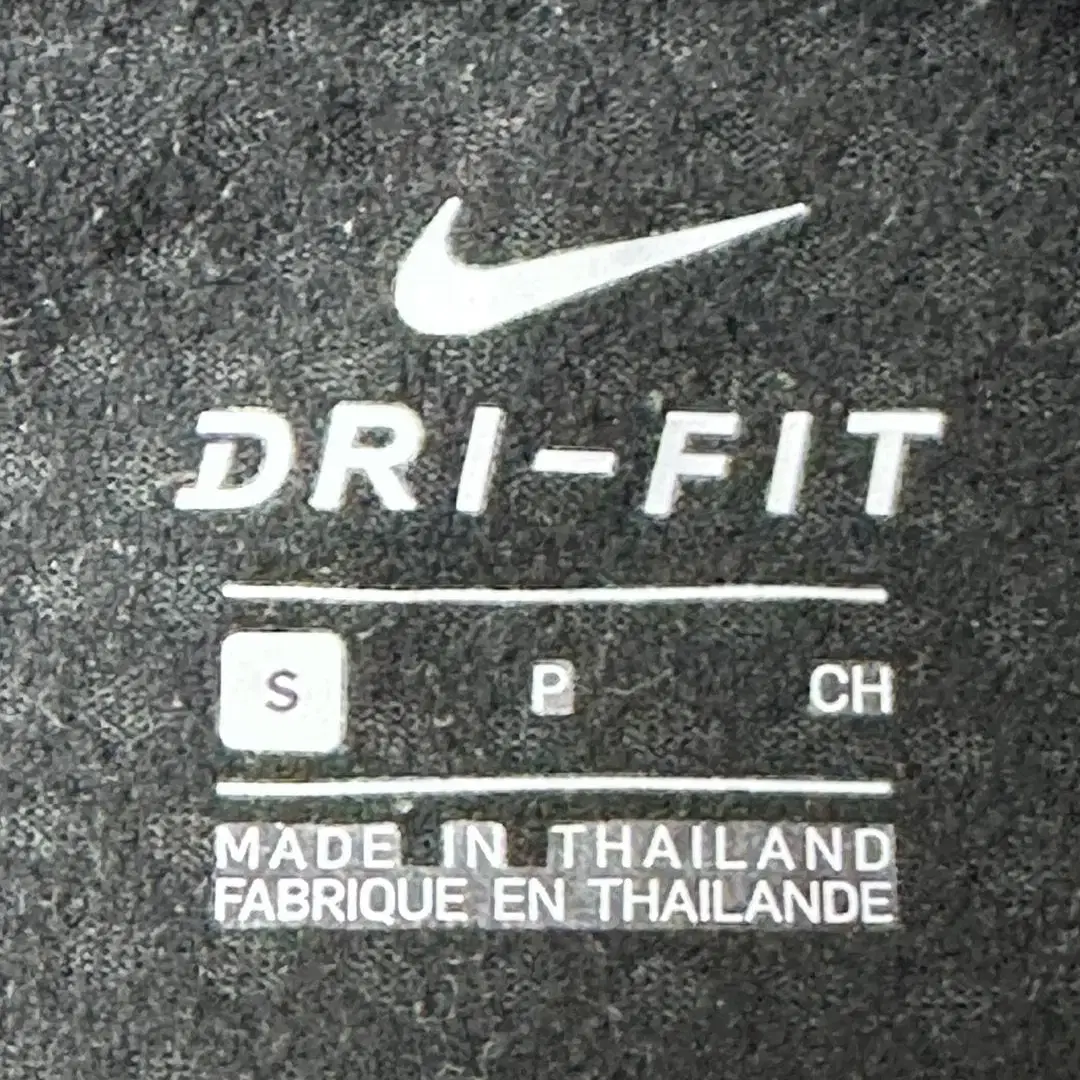 DRI-FIT
S P CH
MADE IN THAILAND
FABRIQUE EN THAILANDE